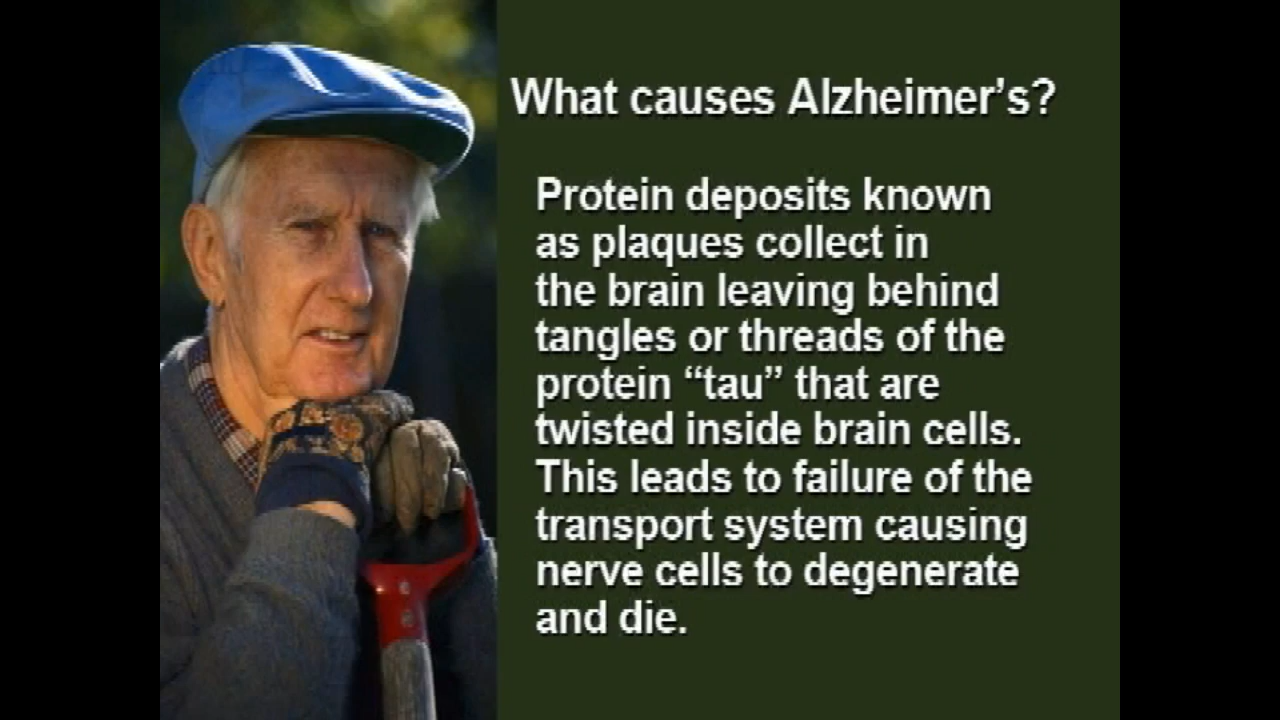 What causes Alzheimer's?
Protein deposits known
as plaques collect in
the brain leaving behind
tangles or threads of the
protein “tau” that are
twisted inside brain cells.
This leads to failure of the
transport system causing
nerve cells to degenerate
and die.